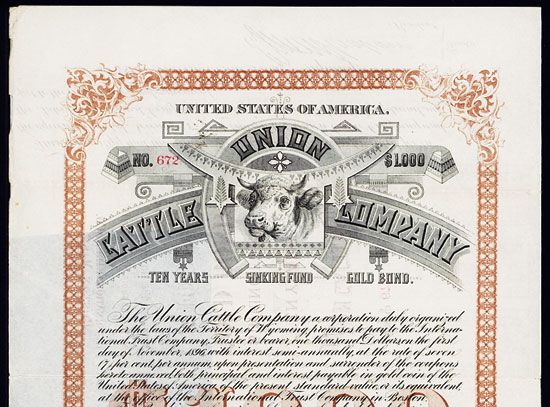 UNITED STATES OF AMERICA.
UNION
NO. 672
$1.000
CATTLE COMPANY
TEN YEARS SINKING FUND GOLD BOND.
The Union Cattle Company a corporation duly organized
under the laws of the Territory of Wyoming, promises to pay to the Interna-
tional Trust Company, Trustee or bearer, one thousand Dollars on the first
day of November, 1896, with interest semi-annually, at the rate of seven
(7) per cent. per annum, upon presentation and surrender of the coupons
hereto annexed, both principal and interest payable in gold coin of the
United States of America of the present standard value, or its equivalent,
at the office of the International Trust Company in Boston.